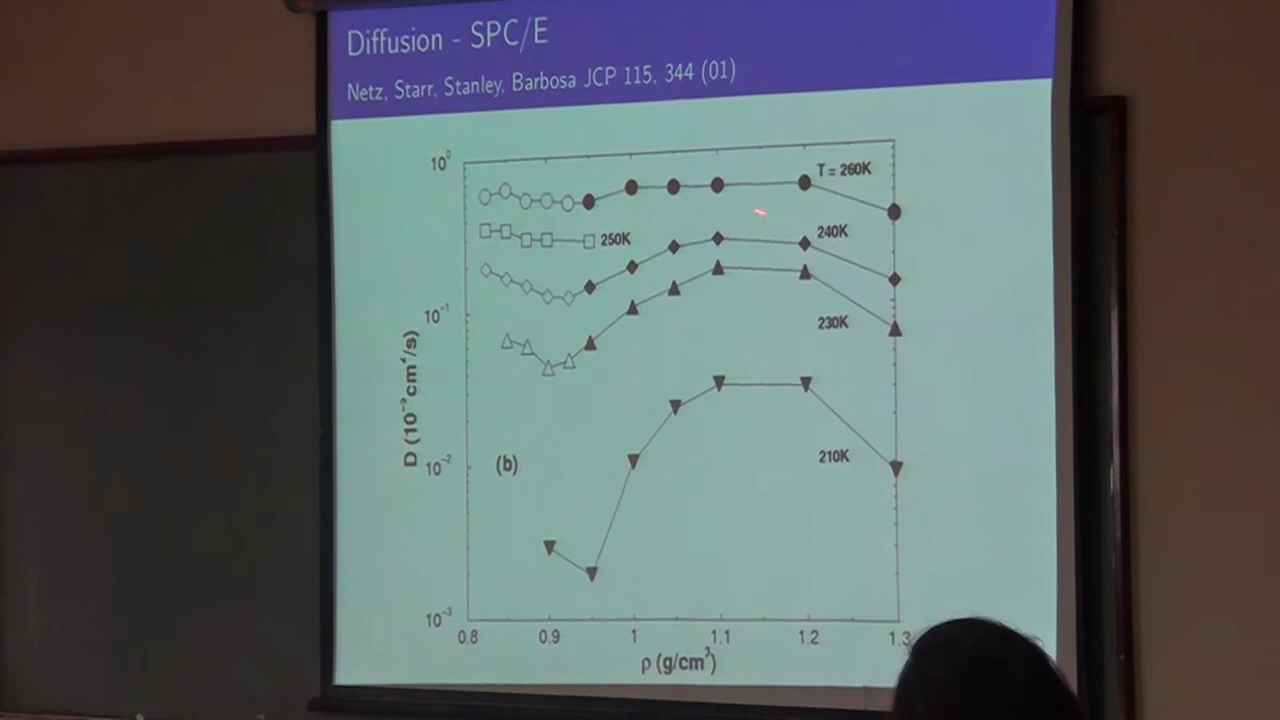 Diffusion - SPC/E
Netz, Starr, Stanley, Barbosa JCP 115, 344 (01)
10⁰
T = 260K
250K
240K
10⁻¹
230K
D (10⁻⁵cm²/s)
210K
(b)
10⁻²
10⁻³
0.8 0.9 1 1.1 1.2 1.3
ρ (g/cm³)